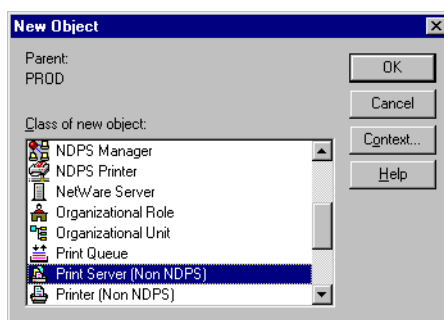 New Object
Parent:
PROD
Class of new object:
NDPS Manager
NDPS Printer
NetWare Server
Organizational Role
Organizational Unit
Print Queue
Print Server (Non NDPS)
Printer (Non NDPS)
OK
Cancel
Context...
Help